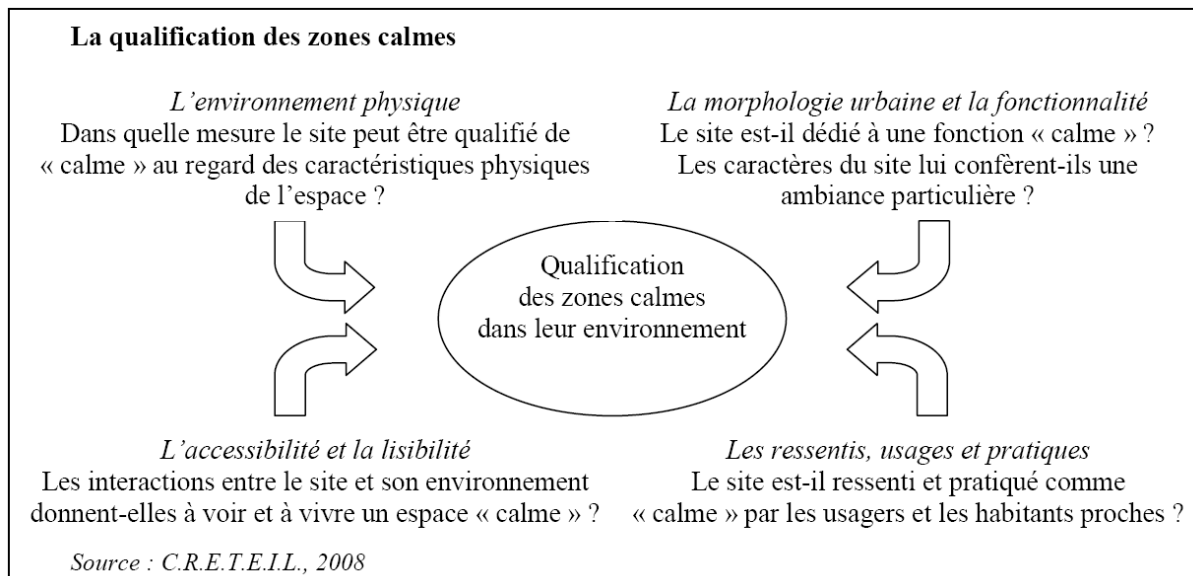 La qualification des zones calmes
L’environnement physique
Dans quelle mesure le site peut être qualifié de
« calme » au regard des caractéristiques physiques
de l’espace ?
La morphologie urbaine et la fonctionnalité
Le site est-il dédié à une fonction « calme » ?
Les caractères du site lui confèrent-ils une
ambiance particulière ?
Qualification
des zones calmes
dans leur environnement
L’accessibilité et la lisibilité
Les interactions entre le site et son environnement
donnent-elles à voir et à vivre un espace « calme » ?
Les ressentis, usages et pratiques
Le site est-il ressenti et pratiqué comme
« calme » par les usagers et les habitants proches ?
Source : C.R.E.T.E.I.L., 2008